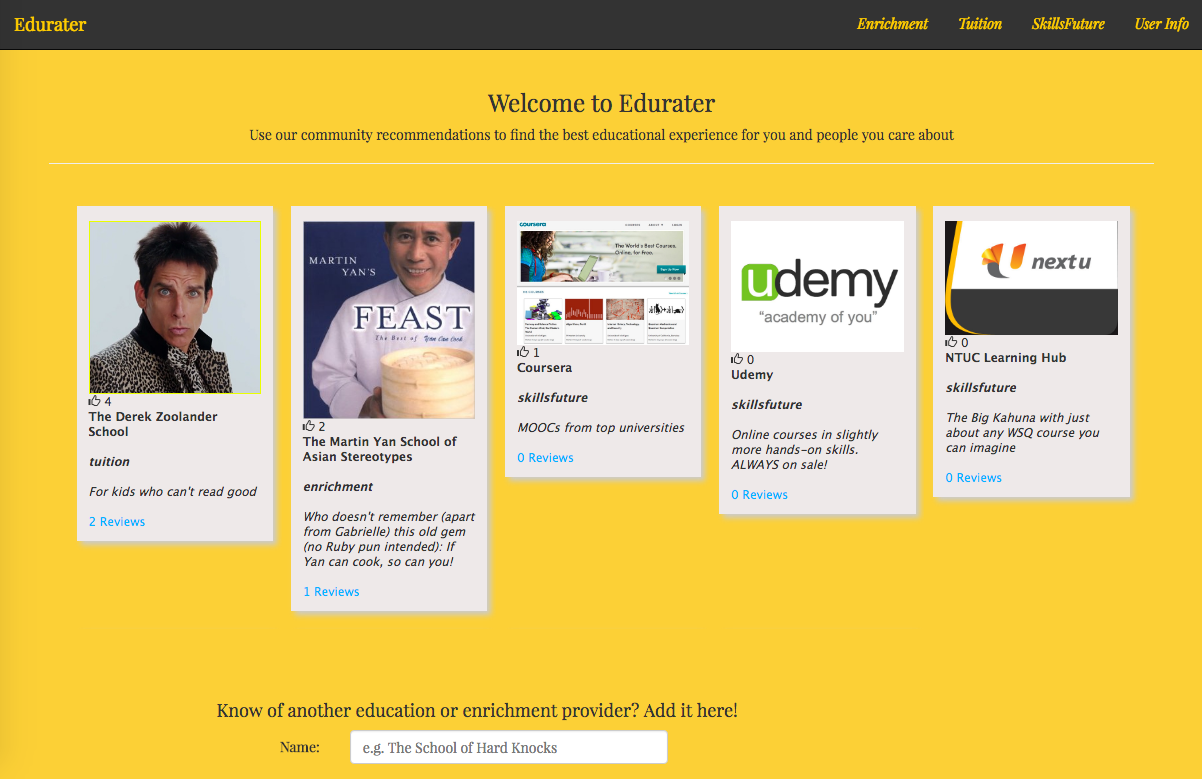 Edurater
Enrichment
Tuition
SkillsFuture
User Info
Welcome to Edurater
Use our community recommendations to find the best educational experience for you and people you care about
4
The Derek Zoolander
School
tuition
For kids who can't read good
2 Reviews
MARTIN
YAN'S
FEAST
The Best of Yan Can Cook
2
The Martin Yan School of
Asian Stereotypes
enrichment
Who doesn't remember (apart
from Gabrielle) this old gem
(no Ruby pun intended): If
Yan can cook, so can you!
1 Reviews
coursera
The World's Best Courses,
Online, for Free.
1
Coursera
skillsfuture
MOOCs from top universities
0 Reviews
udemy
“academy of you”
0
Udemy
skillsfuture
Online courses in slightly
more hands-on skills.
ALWAYS on sale!
0 Reviews
nextu
0
NTUC Learning Hub
skillsfuture
The Big Kahuna with just
about any WSQ course you
can imagine
0 Reviews
Know of another education or enrichment provider? Add it here!
Name:
e.g. The School of Hard Knocks